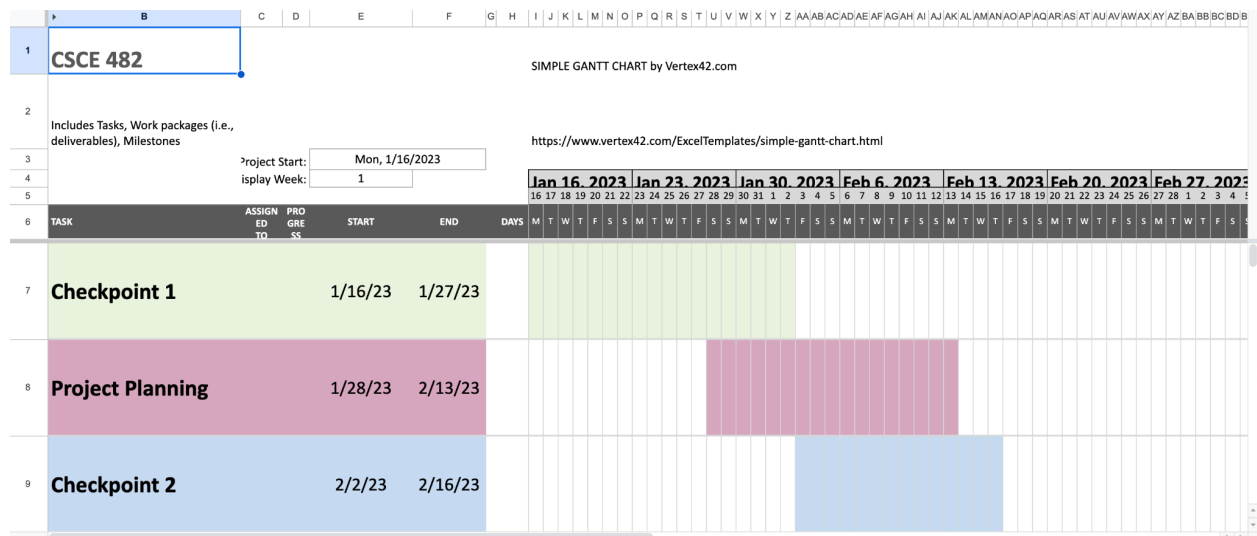 B C D E F G H I J K L M N O P Q R S T U V W X Y Z AA AB AC AD AE AF AG AH AI AJ AK AL AM AN AO AP AQ AR AS AT AU AV AW AX AY AZ BA BB BC BD B
1 CSCE 482 SIMPLE GANTT CHART by Vertex42.com
2 Includes Tasks, Work packages (i.e.,
deliverables), Milestones https://www.vertex42.com/ExcelTemplates/simple-gantt-chart.html
3 Project Start: Mon, 1/16/2023
4 isplay Week: 1 Jan 16, 2023 Jan 23, 2023 Jan 30, 2023 Feb 6, 2023 Feb 13, 2023 Feb 20, 2023 Feb 27, 2023
5 16 17 18 19 20 21 22 23 24 25 26 27 28 29 30 31 1 2 3 4 5 6 7 8 9 10 11 12 13 14 15 16 17 18 19 20 21 22 23 24 25 26 27 28 1 2 3 4 5
6 TASK ASSIGN
ED
TO PRO
GRE
SS START END DAYS M T W T F S S M T W T F S S M T W T F S S M T W T F S S M T W T F S S M T W T F S S M T W T F S S
7 Checkpoint 1 1/16/23 1/27/23
8 Project Planning 1/28/23 2/13/23
9 Checkpoint 2 2/2/23 2/16/23